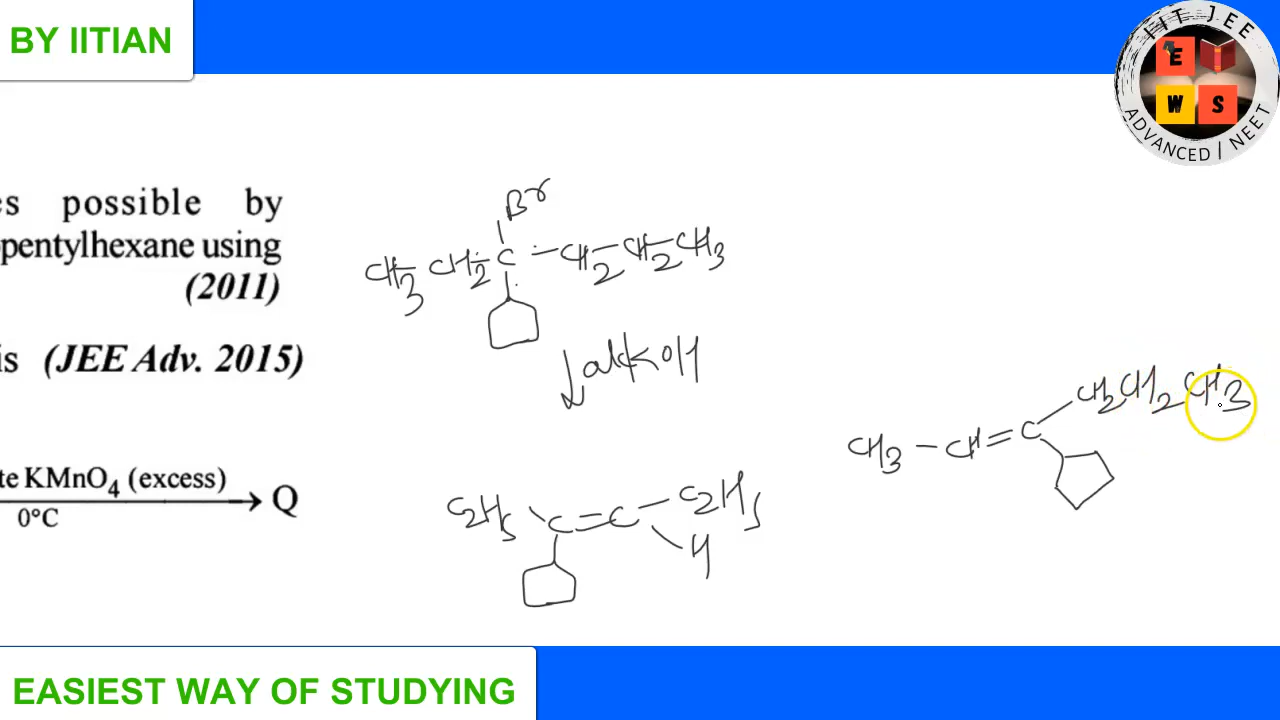 BY IITIAN
IIT JEE
E
W S
ADVANCED | NEET
es possible by
pentylhexane using
(2011)
is (JEE Adv. 2015)
te KMnO4 (excess)
0°C
Q
Br
CH3 - CH2 - C - CH2 - CH2 - CH3
alc KOH
CH3 - CH = C
CH2 CH2 CH3
C2H5 C = C C2H5
H
EASIEST WAY OF STUDYING